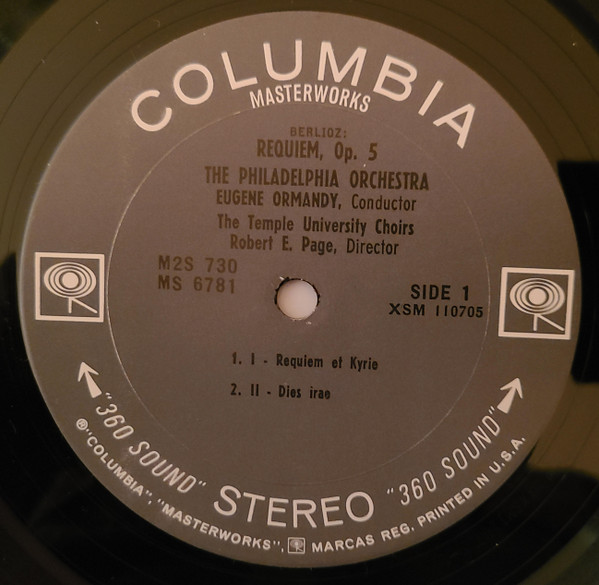 COLUMBIA
MASTERWORKS
BERLIOZ:
REQUIEM, Op. 5
THE PHILADELPHIA ORCHESTRA
EUGENE ORMANDY, Conductor
The Temple University Choirs
Robert E. Page, Director
M2S 730
MS 6781
SIDE 1
XSM 110705
1. I - Requiem et Kyrie
2. II - Dies irae
"360 SOUND" STEREO "360 SOUND"
®"COLUMBIA", "MASTERWORKS", MARCAS REG. PRINTED IN U.S.A.